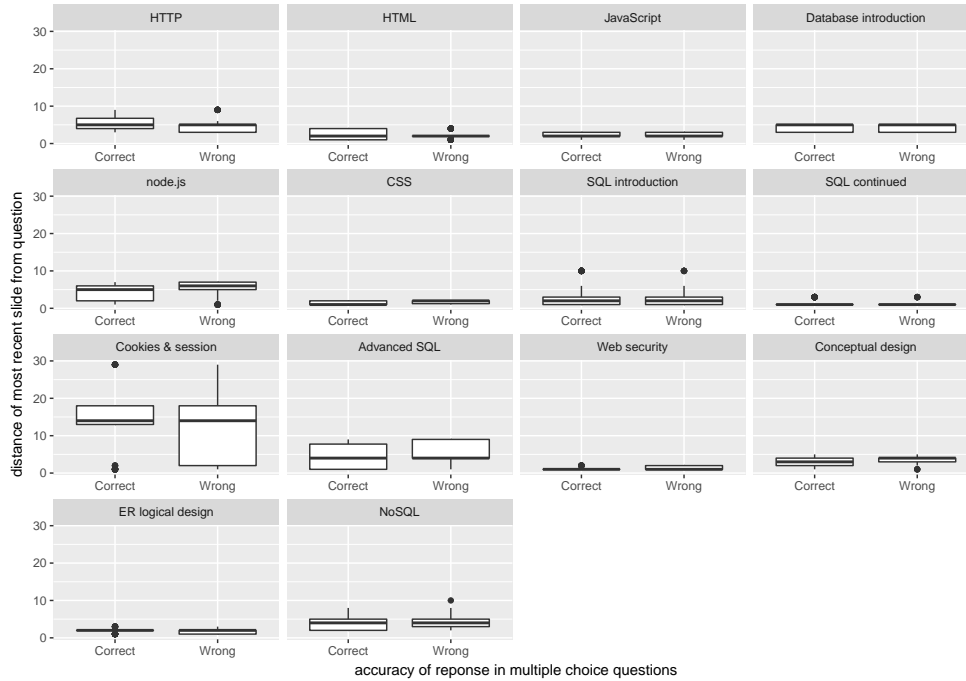 HTTP HTML JavaScript Database introduction
30
20
10
0
Correct Wrong Correct Wrong Correct Wrong Correct Wrong
node.js CSS SQL introduction SQL continued
30
20
10
0
Correct Wrong Correct Wrong Correct Wrong Correct Wrong
Cookies & session Advanced SQL Web security Conceptual design
30
20
10
0
Correct Wrong Correct Wrong Correct Wrong Correct Wrong
ER logical design NoSQL
30
20
10
0
Correct Wrong Correct Wrong
distance of most recent slide from question
accuracy of reponse in multiple choice questions